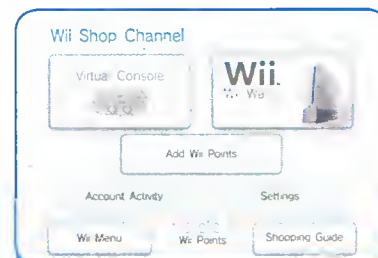 Wii Shop Channel
Virtual Console
Wii
Add Wii Points
Account Activity
Settings
Wii Menu
Wii Points
Shopping Guide